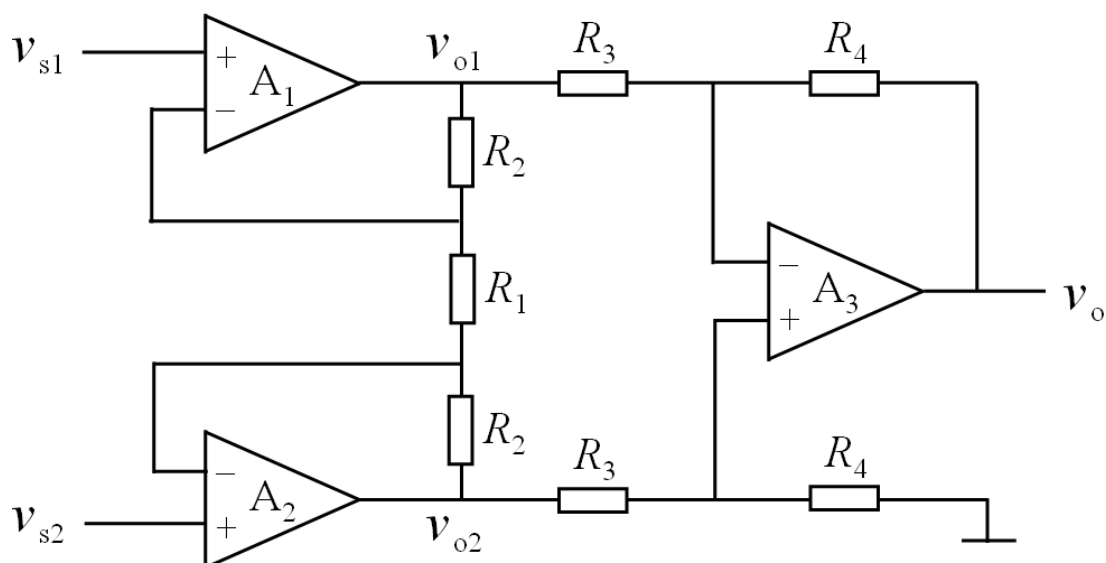 v_s1 + A_1 − v_o1 R_3 R_4
R_2
R_1 − A_3 + v_o
R_2
R_3 R_4
v_s2 − A_2 + v_o2